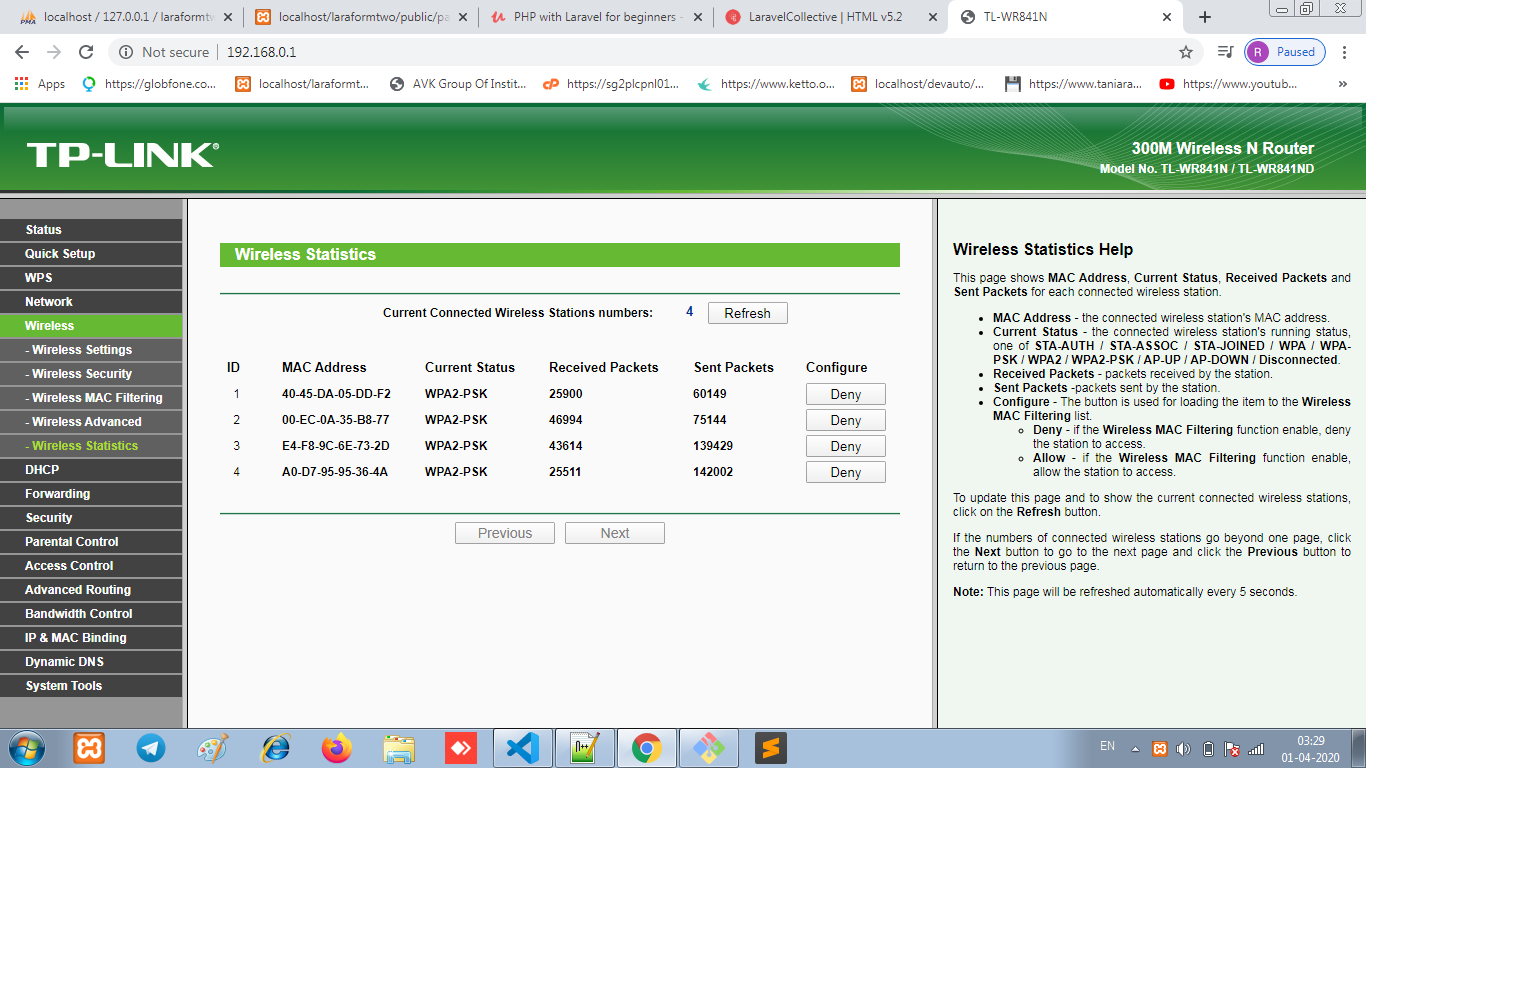 localhost / 127.0.0.1 / laraformtw
localhost/laraformtwo/public/pa
PHP with Laravel for beginners -
LaravelCollective | HTML v5.2
TL-WR841N
Not secure | 192.168.0.1
R Paused
Apps
https://globfone.co...
localhost/laraformt...
AVK Group Of Instit...
https://sg2plcpnl01...
https://www.ketto.o...
localhost/devauto/...
https://www.taniara...
https://www.youtub...
»
TP-LINK®
300M Wireless N Router
Model No. TL-WR841N / TL-WR841ND
Status
Quick Setup
WPS
Network
Wireless
- Wireless Settings
- Wireless Security
- Wireless MAC Filtering
- Wireless Advanced
- Wireless Statistics
DHCP
Forwarding
Security
Parental Control
Access Control
Advanced Routing
Bandwidth Control
IP & MAC Binding
Dynamic DNS
System Tools
Wireless Statistics
Current Connected Wireless Stations numbers: 4 Refresh
ID MAC Address Current Status Received Packets Sent Packets Configure
1 40-45-DA-05-DD-F2 WPA2-PSK 25900 60149 Deny
2 00-EC-0A-35-B8-77 WPA2-PSK 46994 75144 Deny
3 E4-F8-9C-6E-73-2D WPA2-PSK 43614 139429 Deny
4 A0-D7-95-95-36-4A WPA2-PSK 25511 142002 Deny
Previous Next
Wireless Statistics Help
This page shows MAC Address, Current Status, Received Packets and
Sent Packets for each connected wireless station.
• MAC Address - the connected wireless station's MAC address.
• Current Status - the connected wireless station's running status,
one of STA-AUTH / STA-ASSOC / STA-JOINED / WPA / WPA-
PSK / WPA2 / WPA2-PSK / AP-UP / AP-DOWN / Disconnected.
• Received Packets - packets received by the station.
• Sent Packets -packets sent by the station.
• Configure - The button is used for loading the item to the Wireless
MAC Filtering list.
◦ Deny - if the Wireless MAC Filtering function enable, deny
the station to access.
◦ Allow - if the Wireless MAC Filtering function enable,
allow the station to access.
To update this page and to show the current connected wireless stations,
click on the Refresh button.
If the numbers of connected wireless stations go beyond one page, click
the Next button to go to the next page and click the Previous button to
return to the previous page.
Note: This page will be refreshed automatically every 5 seconds.
EN
03:29
01-04-2020